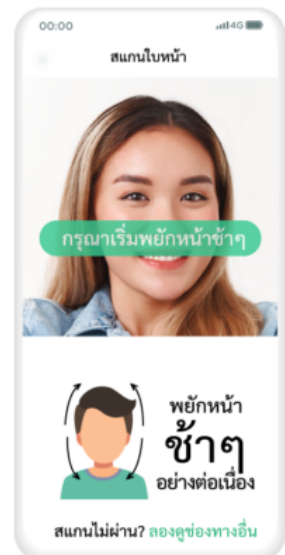 00:00
4G
สแกนใบหน้า
กรุณาเริ่มพยักหน้าช้าๆ
พยักหน้า
ช้าๆ
อย่างต่อเนื่อง
สแกนไม่ผ่าน? ลองดูช่องทางอื่น